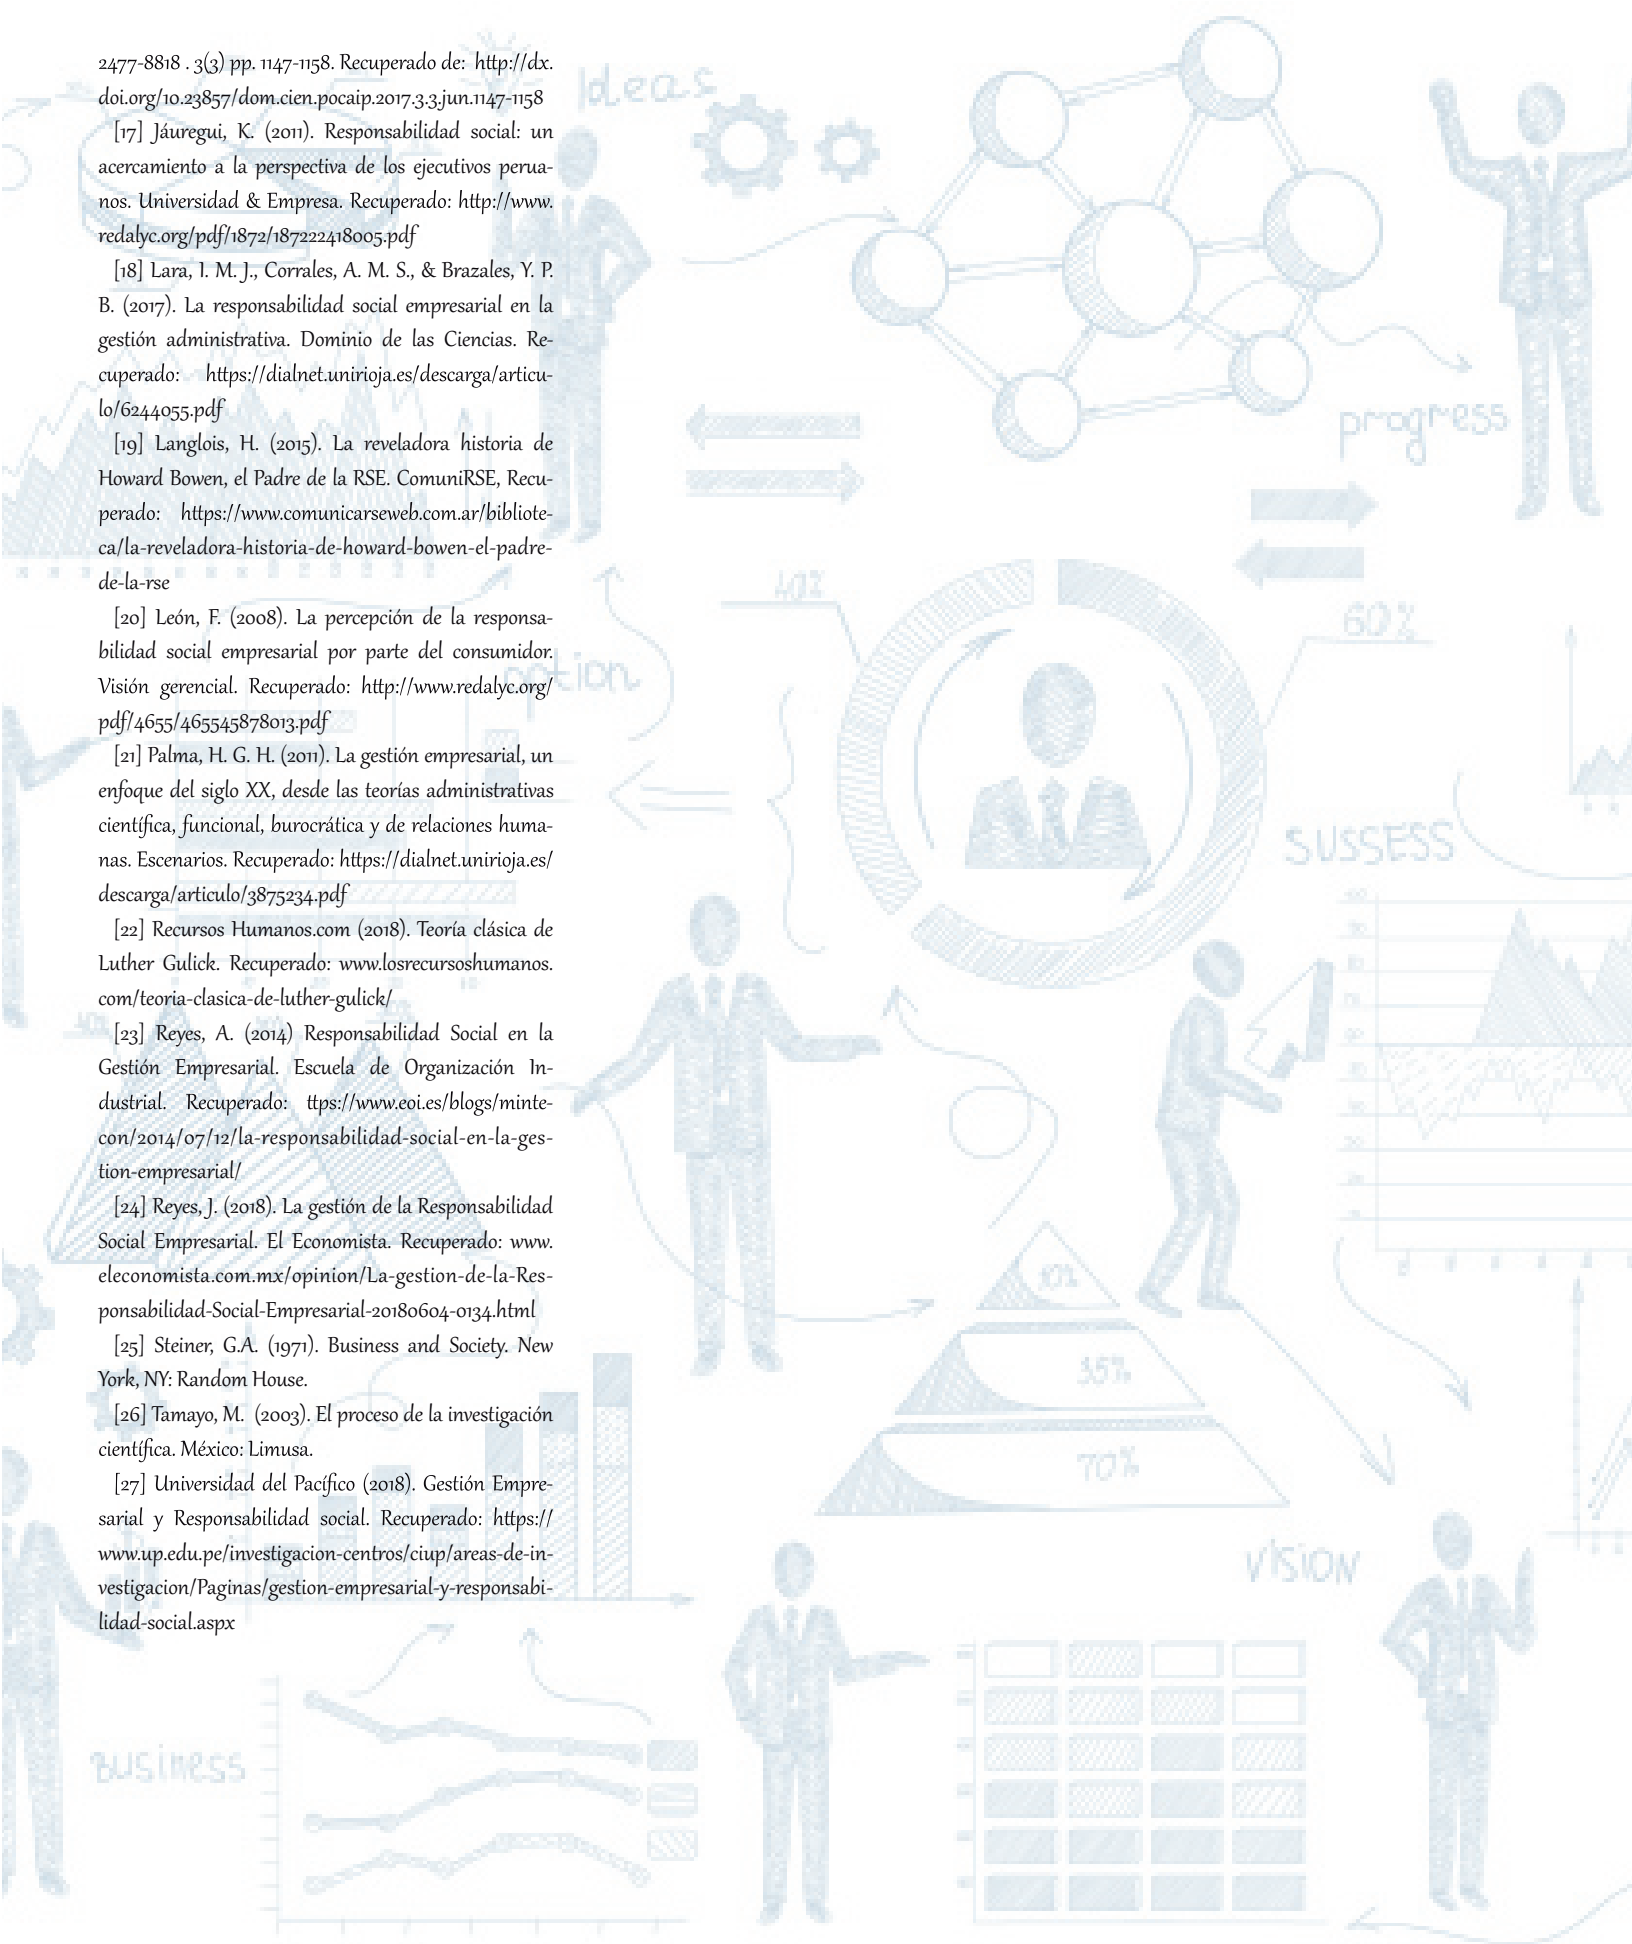 2477-8818 . 3(3) pp. 1147-1158. Recuperado de:  http://dx.
doi.org/10.23857/dom.cien.pocaip.2017.3.3.jun.1147-1158
[17] Jáuregui, K. (2011). Responsabilidad social: un
acercamiento a la perspectiva de los ejecutivos perua-
nos. Universidad & Empresa. Recuperado: http://www.
redalyc.org/pdf/1872/187222418005.pdf
[18] Lara, I. M. J., Corrales, A. M. S., & Brazales, Y. P.
B. (2017). La responsabilidad social empresarial en la
gestión administrativa. Dominio de las Ciencias. Re-
cuperado: https://dialnet.unirioja.es/descarga/articu-
lo/6244055.pdf
[19] Langlois, H. (2015). La reveladora historia de
Howard Bowen, el Padre de la RSE. ComuniRSE, Recu-
perado: https://www.comunicarseweb.com.ar/bibliote-
ca/la-reveladora-historia-de-howard-bowen-el-padre-
de-la-rse
[20] León, F. (2008). La percepción de la responsa-
bilidad social empresarial por parte del consumidor.
Visión gerencial. Recuperado: http://www.redalyc.org/
pdf/4655/465545878013.pdf
[21] Palma, H. G. H. (2011). La gestión empresarial, un
enfoque del siglo XX, desde las teorías administrativas
científica, funcional, burocrática y de relaciones huma-
nas. Escenarios. Recuperado: https://dialnet.unirioja.es/
descarga/articulo/3875234.pdf
[22] Recursos Humanos.com (2018). Teoría clásica de
Luther Gulick. Recuperado: www.losrecursoshumanos.
com/teoria-clasica-de-luther-gulick/
[23] Reyes, A. (2014) Responsabilidad Social en la
Gestión Empresarial. Escuela de Organización In-
dustrial. Recuperado: ttps://www.eoi.es/blogs/minte-
con/2014/07/12/la-responsabilidad-social-en-la-ges-
tion-empresarial/
[24] Reyes, J. (2018). La gestión de la Responsabilidad
Social Empresarial. El Economista. Recuperado: www.
eleconomista.com.mx/opinion/La-gestion-de-la-Res-
ponsabilidad-Social-Empresarial-20180604-0134.html
[25] Steiner, G.A. (1971). Business and Society. New
York, NY: Random House.
[26] Tamayo, M.  (2003). El proceso de la investigación
científica. México: Limusa.
[27] Universidad del Pacífico (2018). Gestión Empre-
sarial y Responsabilidad social. Recuperado: https://
www.up.edu.pe/investigacion-centros/ciup/areas-de-in-
vestigacion/Paginas/gestion-empresarial-y-responsabi-
lidad-social.aspx
Ideas
progress
40%
60%
option
SUSSESS
10%
35%
70%
VISION
BUSINESS